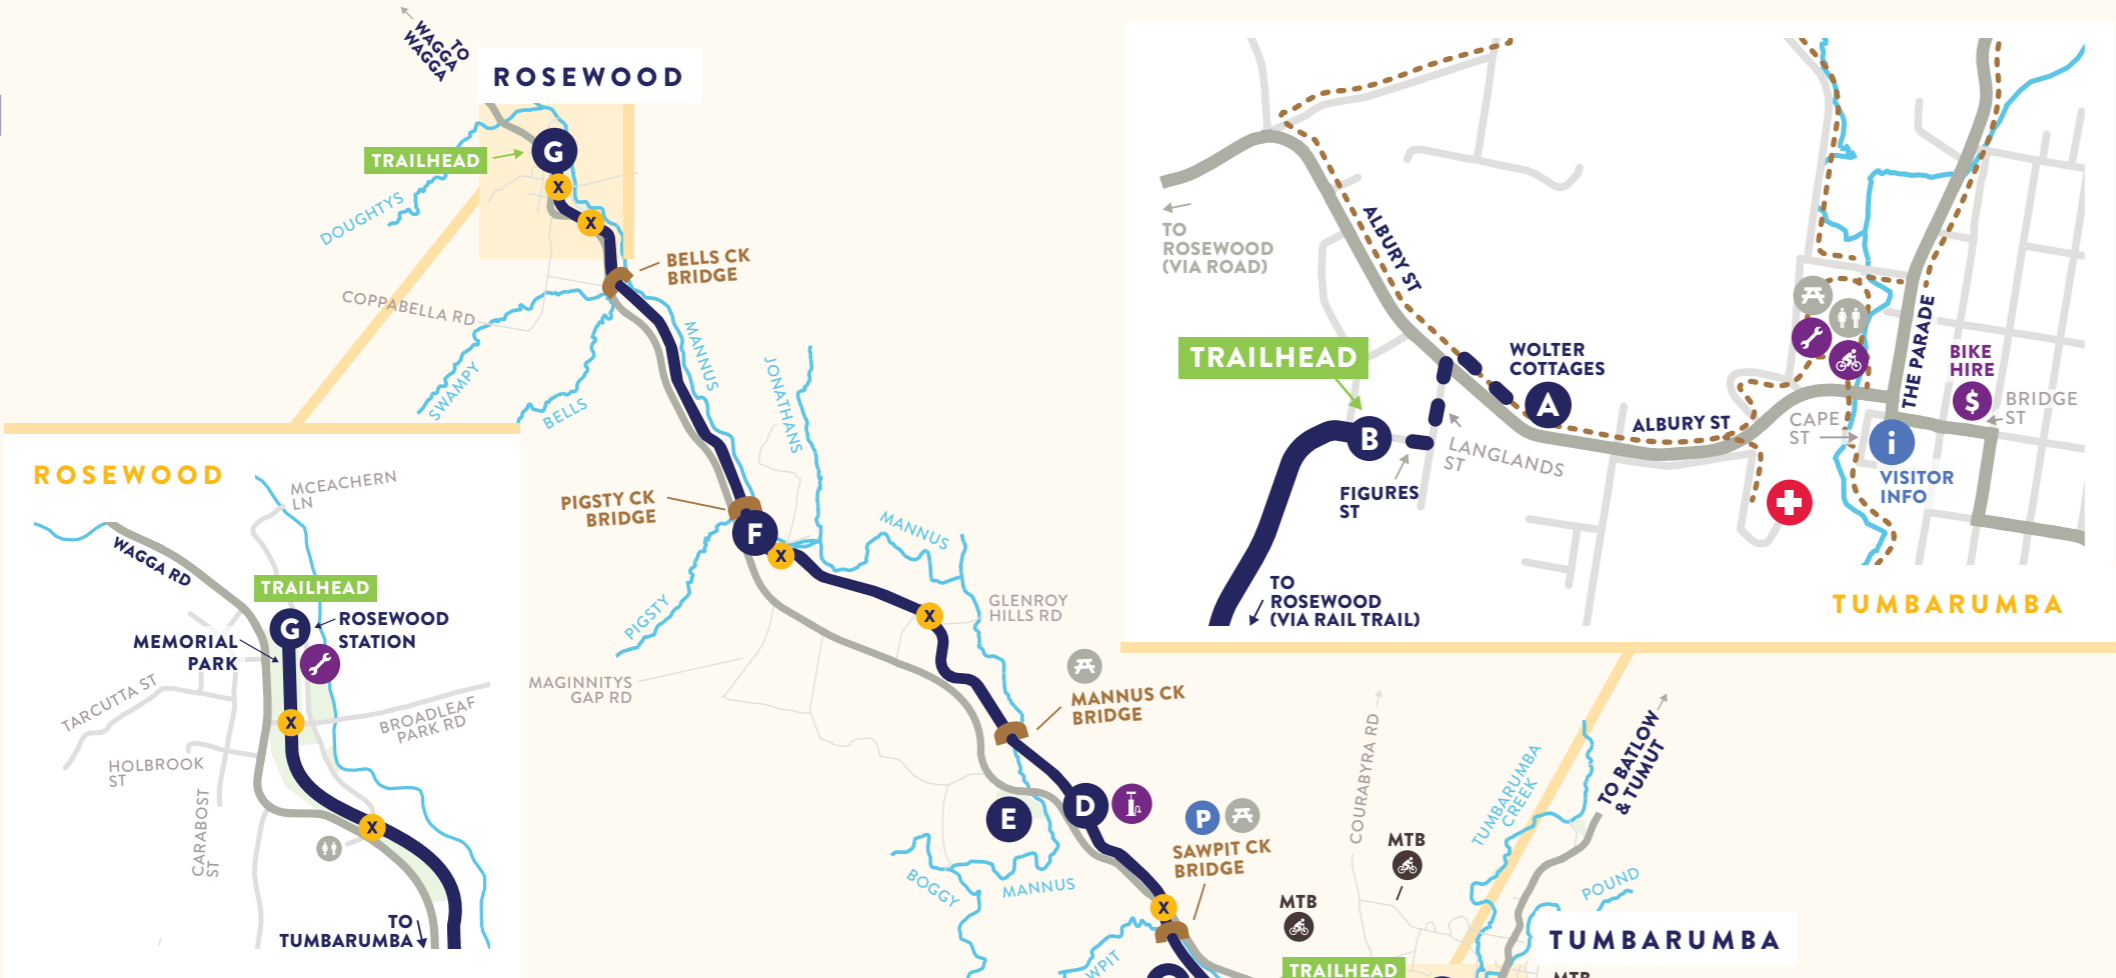 TO
WAGGA
WAGGA
ROSEWOOD
G
TRAILHEAD
X
X
DOUGHTYS
BELLS CK
BRIDGE
COPPABELLA RD
MANNUS
SWAMPY
BELLS
JONATHANS
PIGSTY CK
BRIDGE
F
X
MANNUS
PIGSTY
X
GLENROY
HILLS RD
MAGINNITYS
GAP RD
MANNUS CK
BRIDGE
E
D
P
SAWPIT CK
BRIDGE
BOGGY
MANNUS
X
WPIT
COURABYRA RD
MTB
MTB
TRAILHEAD
TUMBARUMBA
CREEK
TO BATLOW
& TUMUT
POUND
TUMBARUMBA
MTB
ROSEWOOD
MCEACHERN
LN
WAGGA RD
TRAILHEAD
G
ROSEWOOD
STATION
MEMORIAL
PARK
TARCUTTA ST
X
BROADLEAF
PARK RD
HOLBROOK
ST
CARABOST
ST
X
TO
TUMBARUMBA
TO
ROSEWOOD
(VIA ROAD)
ALBURY ST
TRAILHEAD
WOLTER
COTTAGES
A
B
LANGLANDS
ST
FIGURES
ST
TO
ROSEWOOD
(VIA RAIL TRAIL)
ALBURY ST
THE PARADE
BIKE
HIRE
$
BRIDGE
ST
CAPE
ST
i
VISITOR
INFO
TUMBARUMBA